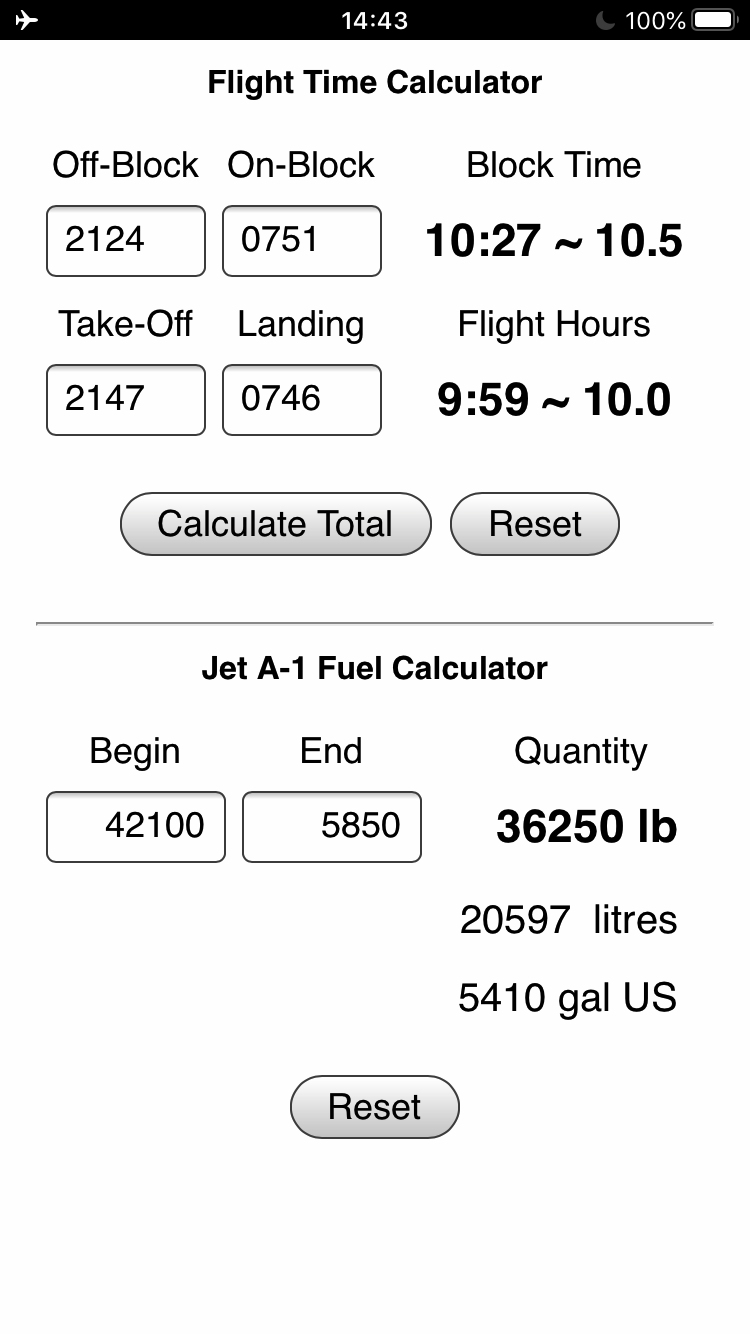 14:43 100%
Flight Time Calculator
Off-Block On-Block Block Time
2124 0751 10:27 ~ 10.5
Take-Off Landing Flight Hours
2147 0746 9:59 ~ 10.0
Calculate Total Reset
Jet A-1 Fuel Calculator
Begin End Quantity
42100 5850 36250 lb
20597 litres
5410 gal US
Reset